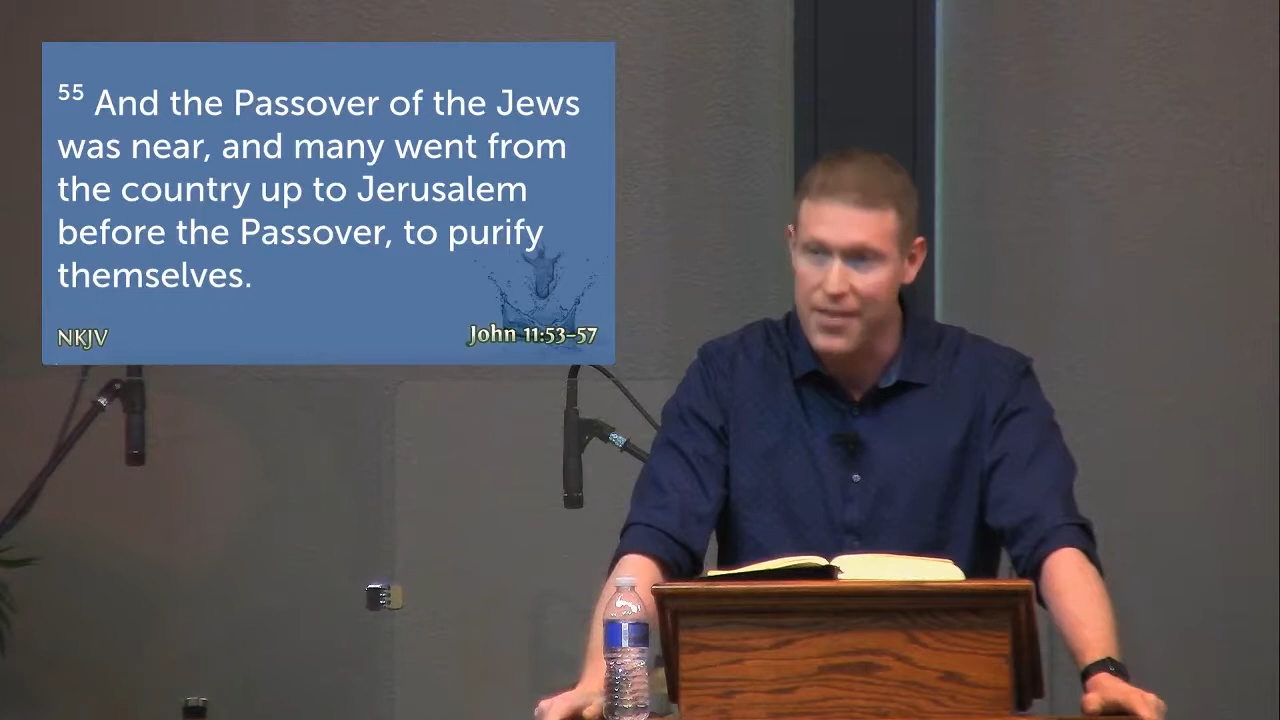 55 And the Passover of the Jews
was near, and many went from
the country up to Jerusalem
before the Passover, to purify
themselves.
NKJV
John 11:53–57